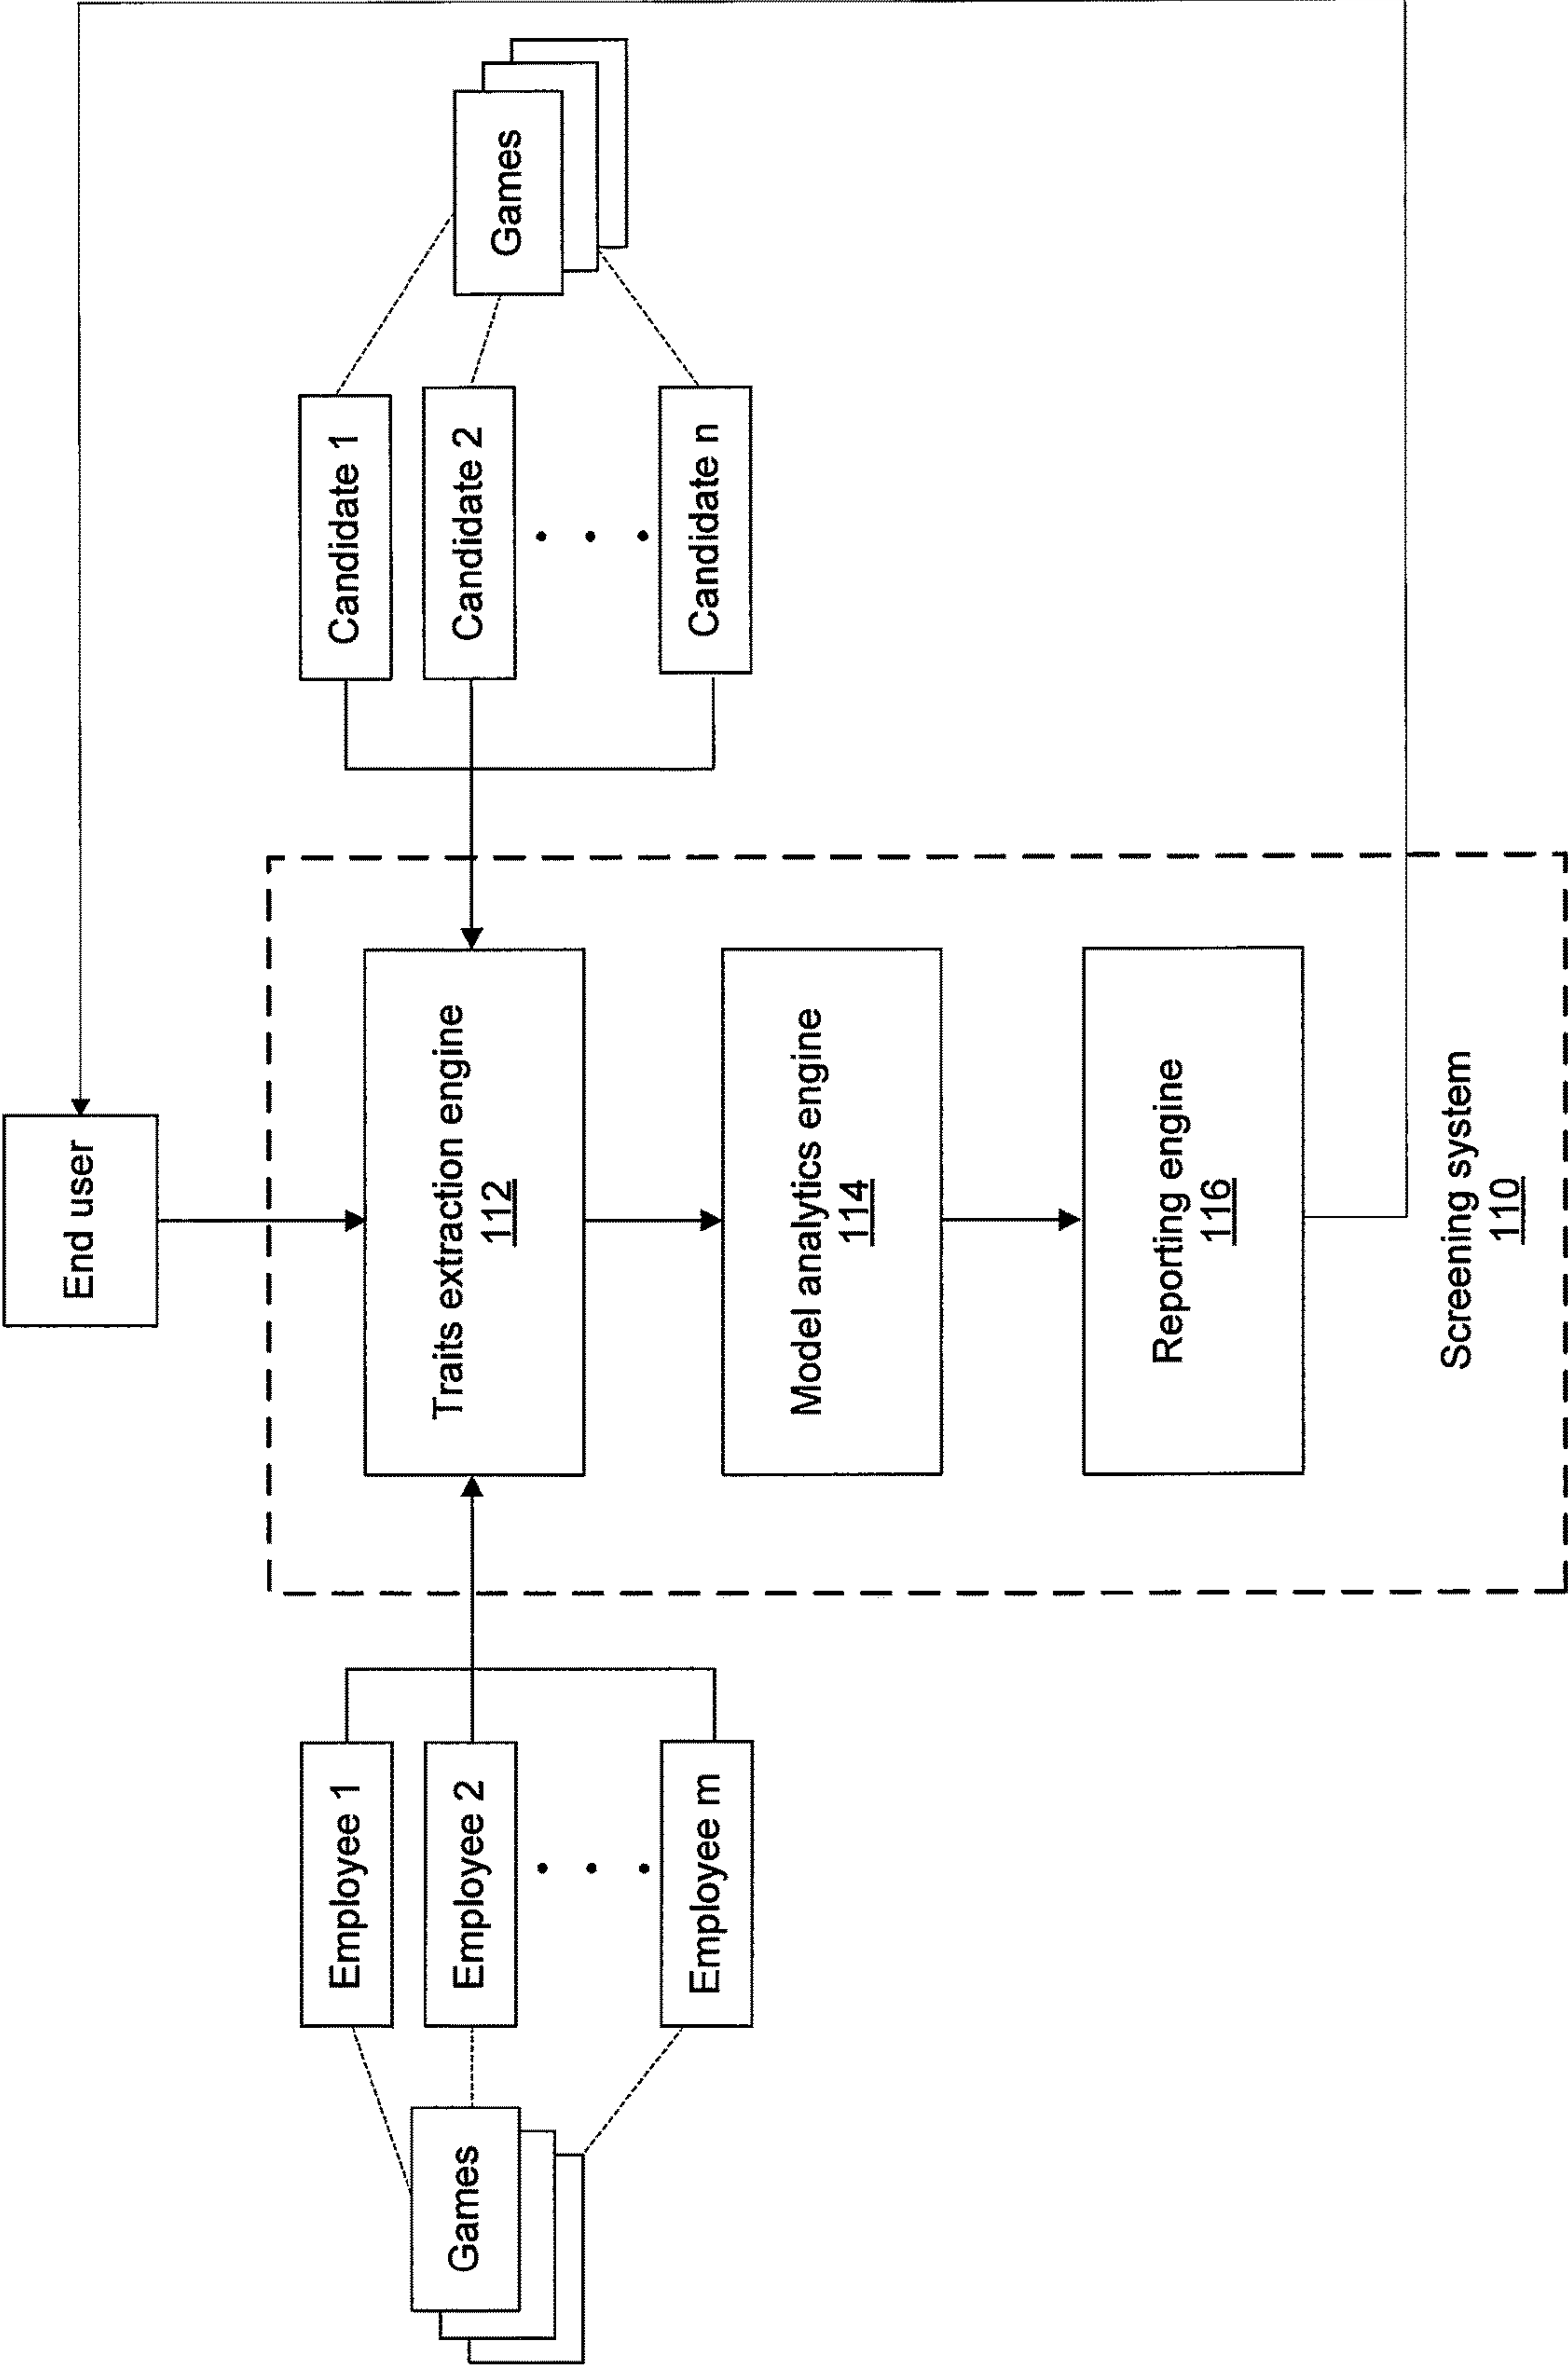 End user
Games
Employee 1
Employee 2
Employee m
Traits extraction engine
112
Model analytics engine
114
Reporting engine
116
Screening system
110
Candidate 1
Candidate 2
Candidate n
Games